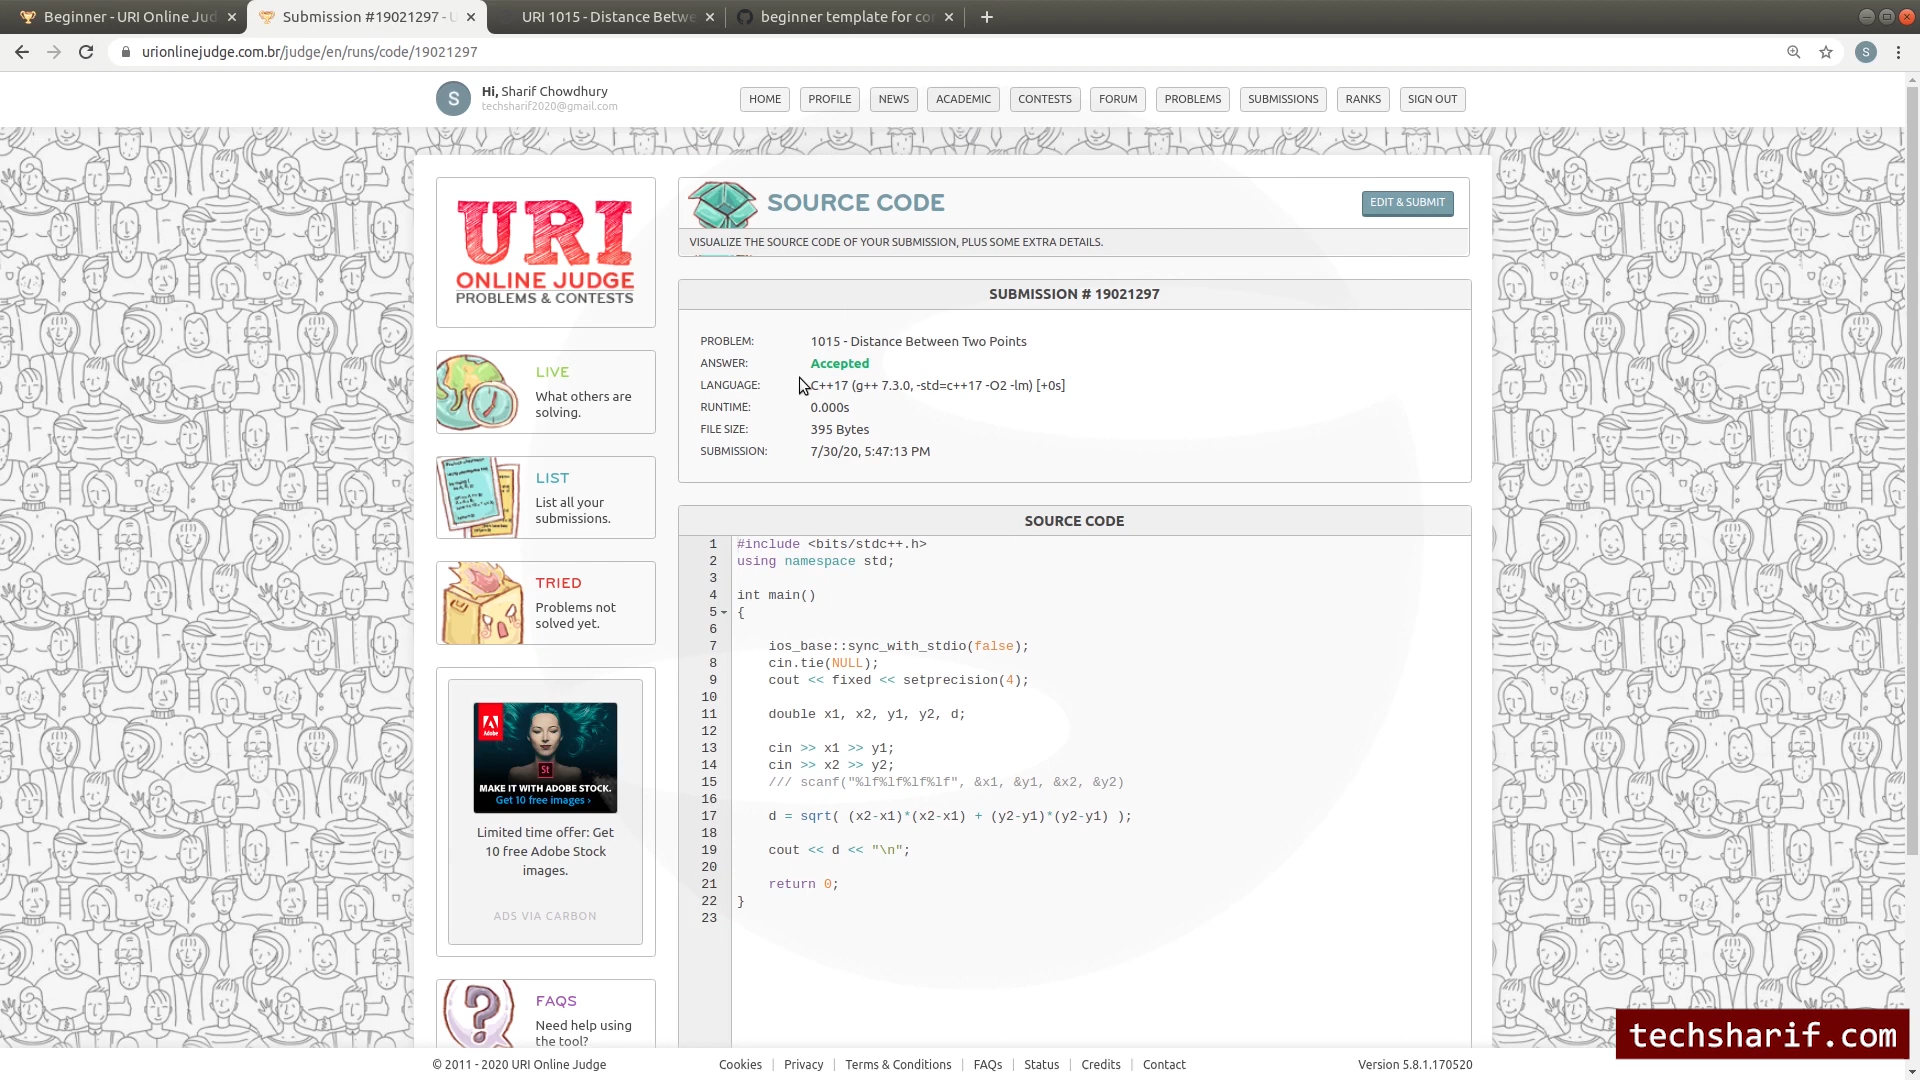 Beginner - URI Online Jud
Submission #19021297 - U
URI 1015 - Distance Betwe
beginner template for co
urionlinejudge.com.br/judge/en/runs/code/19021297
S
S
Hi, Sharif Chowdhury
techsharif2020@gmail.com
HOME
PROFILE
NEWS
ACADEMIC
CONTESTS
FORUM
PROBLEMS
SUBMISSIONS
RANKS
SIGN OUT
URI
ONLINE JUDGE
PROBLEMS & CONTESTS
SOURCE CODE
EDIT & SUBMIT
VISUALIZE THE SOURCE CODE OF YOUR SUBMISSION, PLUS SOME EXTRA DETAILS.
SUBMISSION # 19021297
PROBLEM: 1015 - Distance Between Two Points
ANSWER: Accepted
LANGUAGE: C++17 (g++ 7.3.0, -std=c++17 -O2 -lm) [+0s]
RUNTIME: 0.000s
FILE SIZE: 395 Bytes
SUBMISSION: 7/30/20, 5:47:13 PM
LIVE
What others are
solving.
LIST
List all your
submissions.
TRIED
Problems not
solved yet.
Adobe
St
MAKE IT WITH ADOBE STOCK.
Get 10 free images ›
Limited time offer: Get
10 free Adobe Stock
images.
ADS VIA CARBON
FAQS
Need help using
the tool?
SOURCE CODE
1 #include <bits/stdc++.h>
2 using namespace std;
3
4 int main()
5 {
6
7 ios_base::sync_with_stdio(false);
8 cin.tie(NULL);
9 cout << fixed << setprecision(4);
10
11 double x1, x2, y1, y2, d;
12
13 cin >> x1 >> y1;
14 cin >> x2 >> y2;
15 /// scanf("%lf%lf%lf%lf", &x1, &y1, &x2, &y2)
16
17 d = sqrt( (x2-x1)*(x2-x1) + (y2-y1)*(y2-y1) );
18
19 cout << d << "\n";
20
21 return 0;
22 }
23
techsharif.com
© 2011 - 2020 URI Online Judge
Cookies
Privacy
Terms & Conditions
FAQs
Status
Credits
Contact
Version 5.8.1.170520